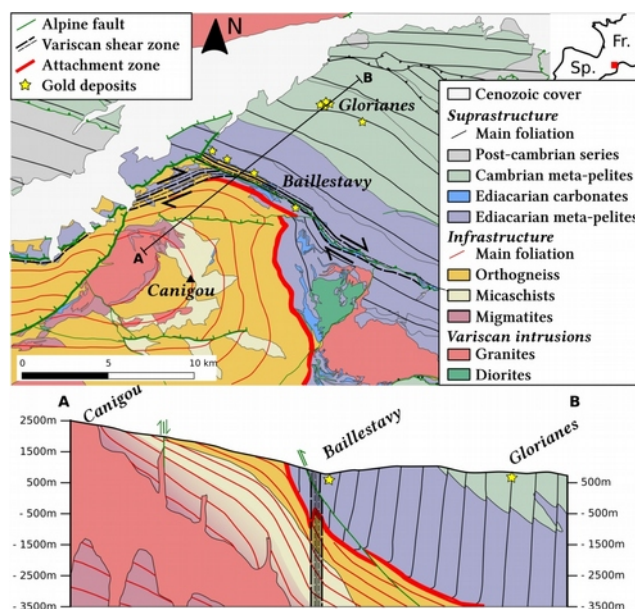 Alpine fault
Variscan shear zone
Attachment zone
Gold deposits
N
Fr.
Sp.
B
Glorianes
Baillestavy
A
Canigou
0 5 10 km
Cenozoic cover
Suprastructure
Main foliation
Post-cambrian series
Cambrian meta-pelites
Ediacarian carbonates
Ediacarian meta-pelites
Infrastructure
Main foliation
Orthogneiss
Micaschists
Migmatites
Variscan intrusions
Granites
Diorites
A
Canigou
Baillestavy
Glorianes
B
2500m
1500m
500m
- 500m
- 1500m
- 2500m
- 3500m
500m
-500m
-1500m
-2500m
-3500m